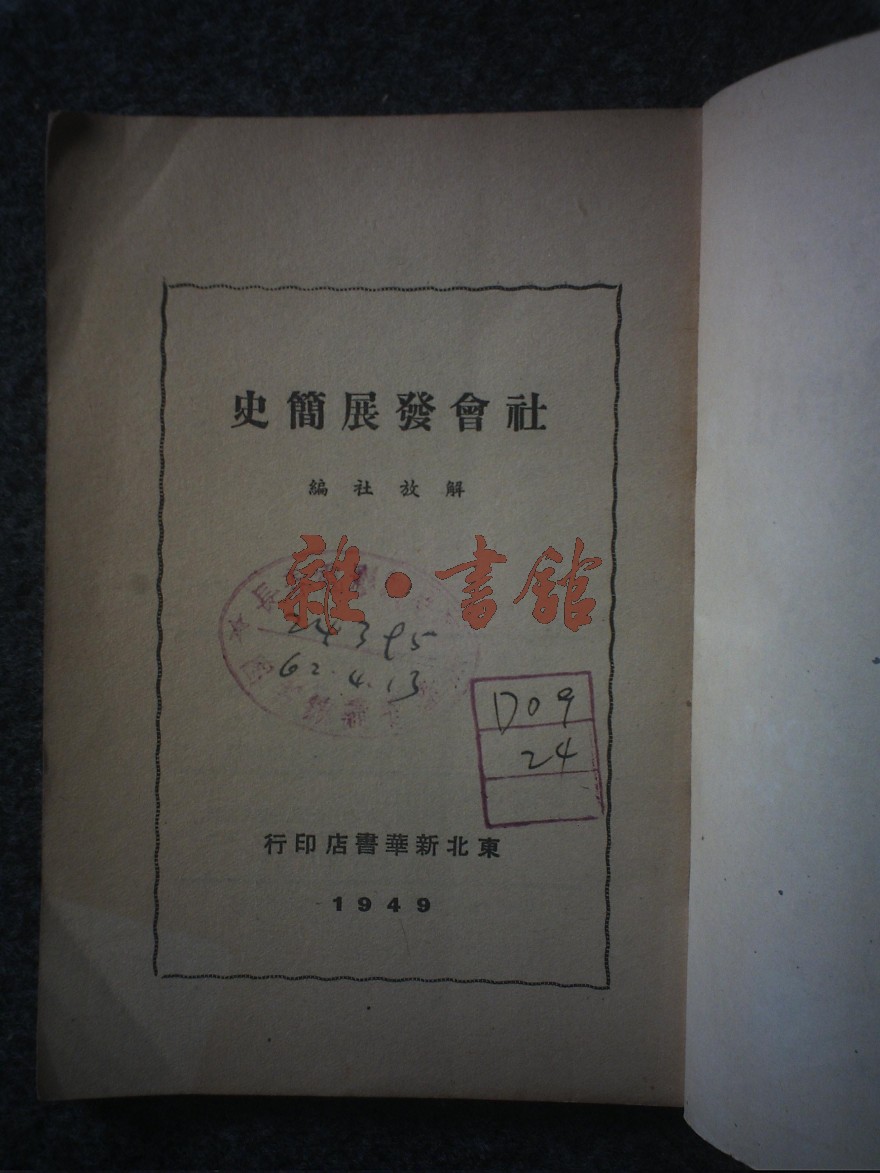 社會發展簡史
解放社編
雜·書館
24395
62.4.13
D09
24
東北新華書店印行
1949